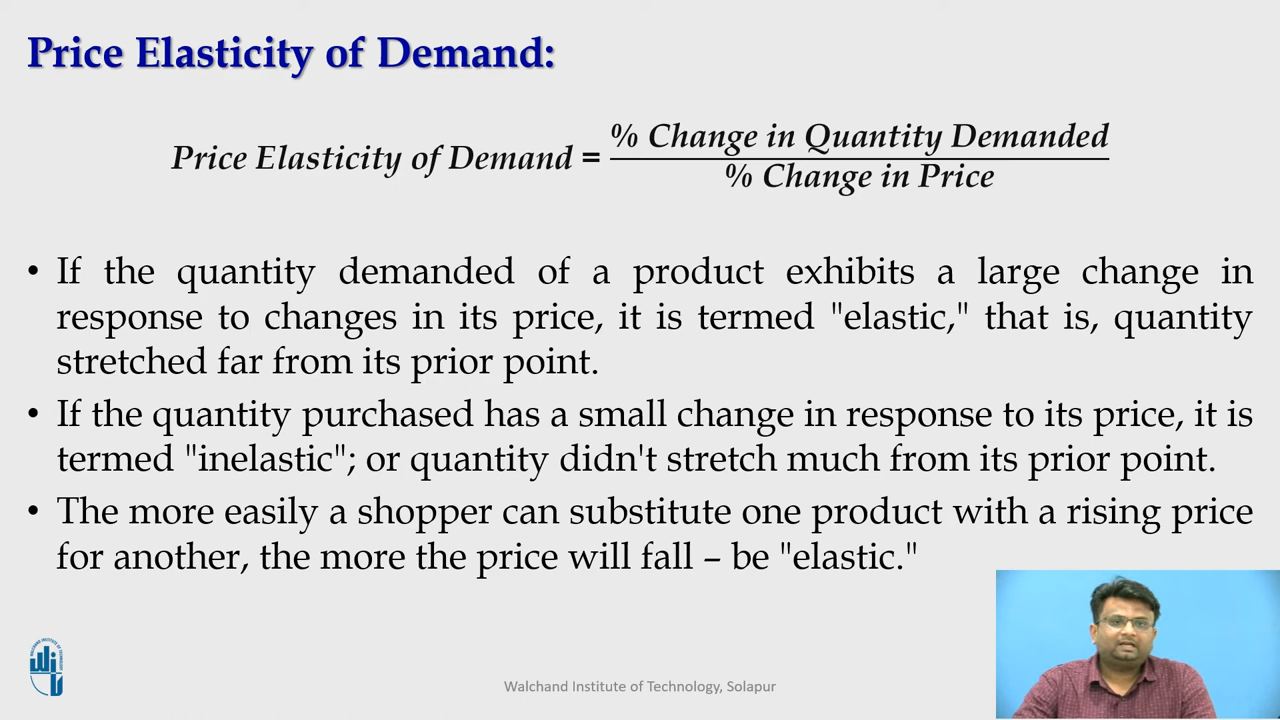 Price Elasticity of Demand:
Price Elasticity of Demand = % Change in Quantity Demanded
% Change in Price
• If the quantity demanded of a product exhibits a large change in
response to changes in its price, it is termed "elastic," that is, quantity
stretched far from its prior point.
• If the quantity purchased has a small change in response to its price, it is
termed "inelastic"; or quantity didn't stretch much from its prior point.
• The more easily a shopper can substitute one product with a rising price
for another, the more the price will fall – be "elastic."
Walchand Institute of Technology, Solapur